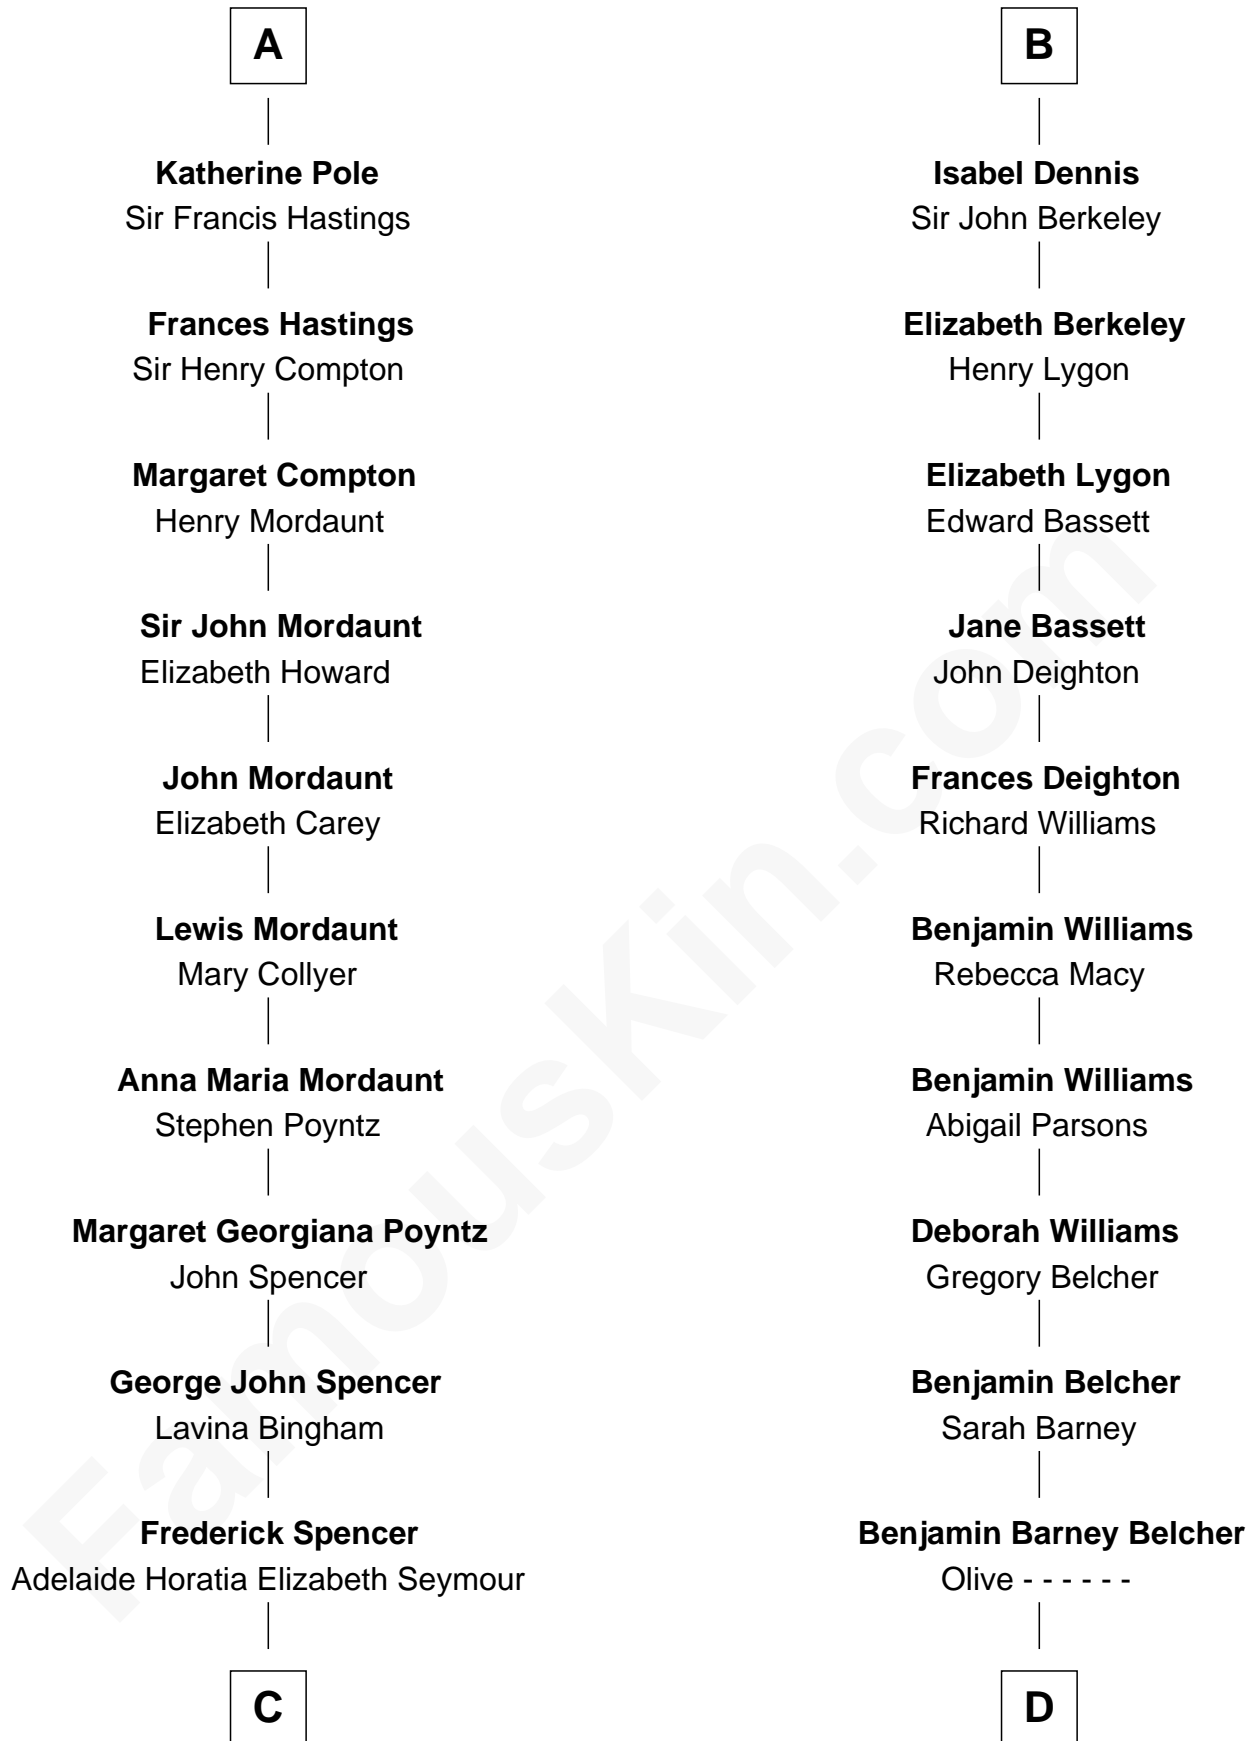 A
Katherine Pole
Sir Francis Hastings
Frances Hastings
Sir Henry Compton
Margaret Compton
Henry Mordaunt
Sir John Mordaunt
Elizabeth Howard
John Mordaunt
Elizabeth Carey
Lewis Mordaunt
Mary Collyer
Anna Maria Mordaunt
Stephen Poyntz
Margaret Georgiana Poyntz
John Spencer
George John Spencer
Lavina Bingham
Frederick Spencer
Adelaide Horatia Elizabeth Seymour
C
B
Isabel Dennis
Sir John Berkeley
Elizabeth Berkeley
Henry Lygon
Elizabeth Lygon
Edward Bassett
Jane Bassett
John Deighton
Frances Deighton
Richard Williams
Benjamin Williams
Rebecca Macy
Benjamin Williams
Abigail Parsons
Deborah Williams
Gregory Belcher
Benjamin Belcher
Sarah Barney
Benjamin Barney Belcher
Olive - - - - - -
D
FamousKin.com